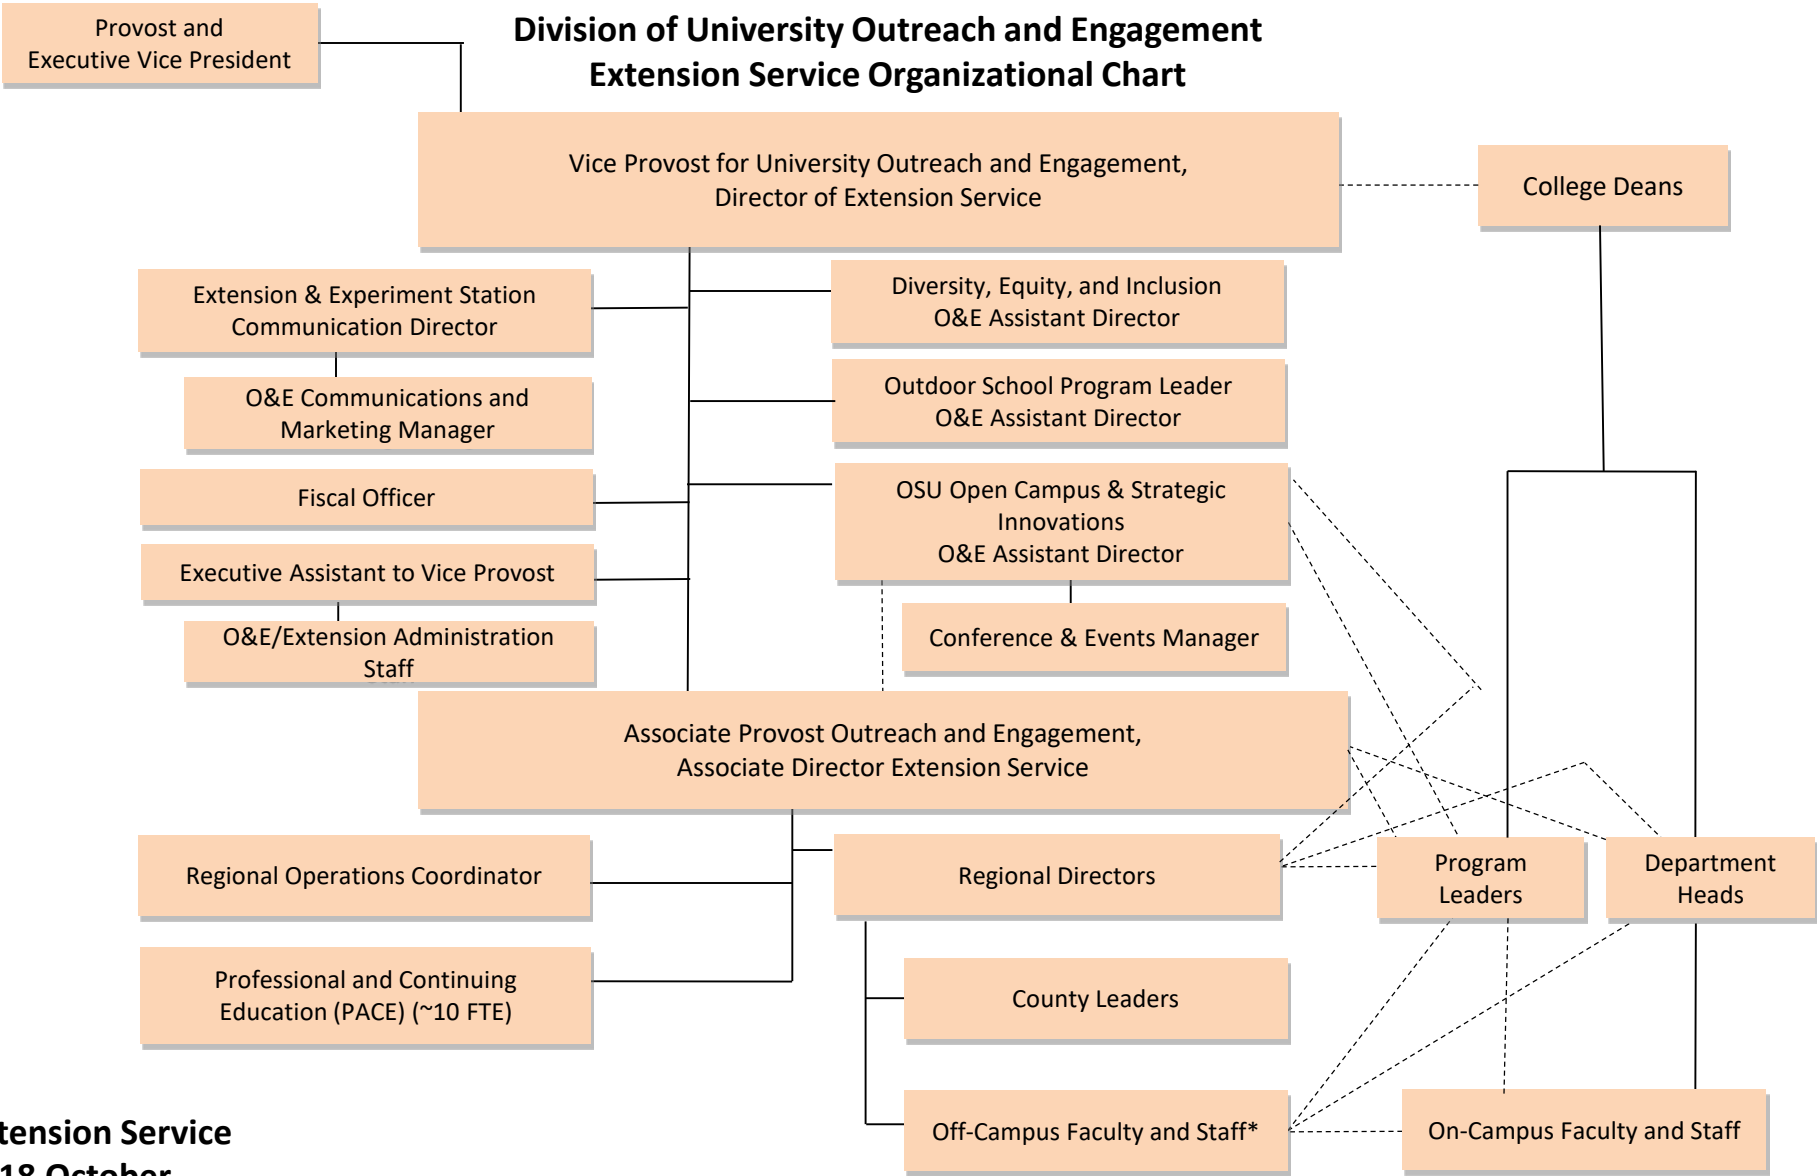 Provost and
Executive Vice President
Division of University Outreach and Engagement
Extension Service Organizational Chart
Vice Provost for University Outreach and Engagement,
Director of Extension Service
College Deans
Extension & Experiment Station
Communication Director
Diversity, Equity, and Inclusion
O&E Assistant Director
O&E Communications and
Marketing Manager
Outdoor School Program Leader
O&E Assistant Director
Fiscal Officer
OSU Open Campus & Strategic
Innovations
O&E Assistant Director
Executive Assistant to Vice Provost
O&E/Extension Administration
Staff
Conference & Events Manager
Associate Provost Outreach and Engagement,
Associate Director Extension Service
Regional Operations Coordinator
Regional Directors
Program
Leaders
Department
Heads
Professional and Continuing
Education (PACE) (~10 FTE)
County Leaders
Off-Campus Faculty and Staff*
On-Campus Faculty and Staff
tension Service
18 October